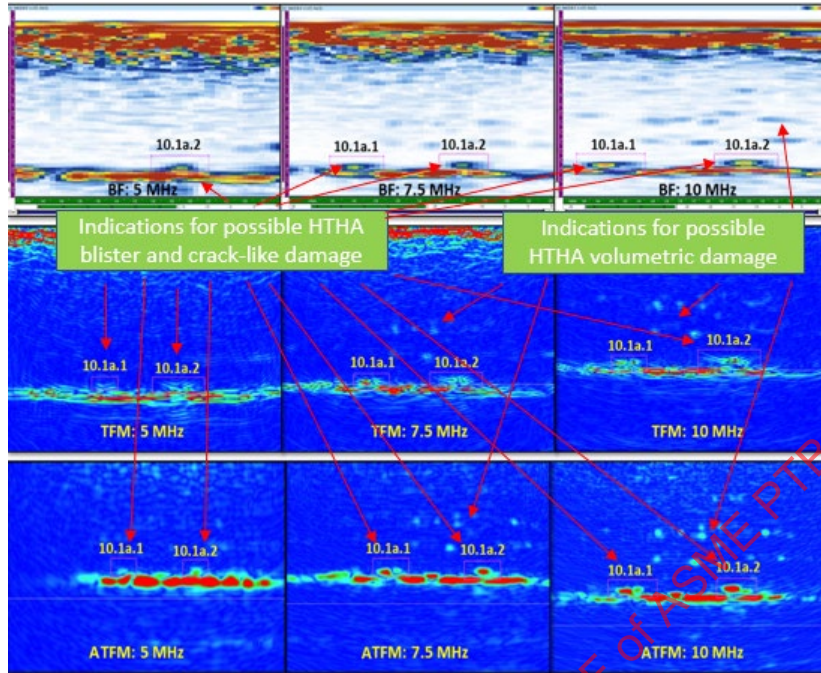 10.1a.2
BF: 5 MHz
10.1a.1
10.1a.2
BF: 7.5 MHz
10.1a.1
10.1a.2
BF: 10 MHz
Indications for possible HTHA
blister and crack-like damage
Indications for possible
HTHA volumetric damage
10.1a.1
10.1a.2
TFM: 5 MHz
10.1a.1
10.1a.2
TFM: 7.5 MHz
10.1a.1
10.1a.2
TFM: 10 MHz
10.1a.1
10.1a.2
ATFM: 5 MHz
10.1a.1
10.1a.2
ATFM: 7.5 MHz
10.1a.1
10.1a.2
ATFM: 10 MHz
of ASME PTB